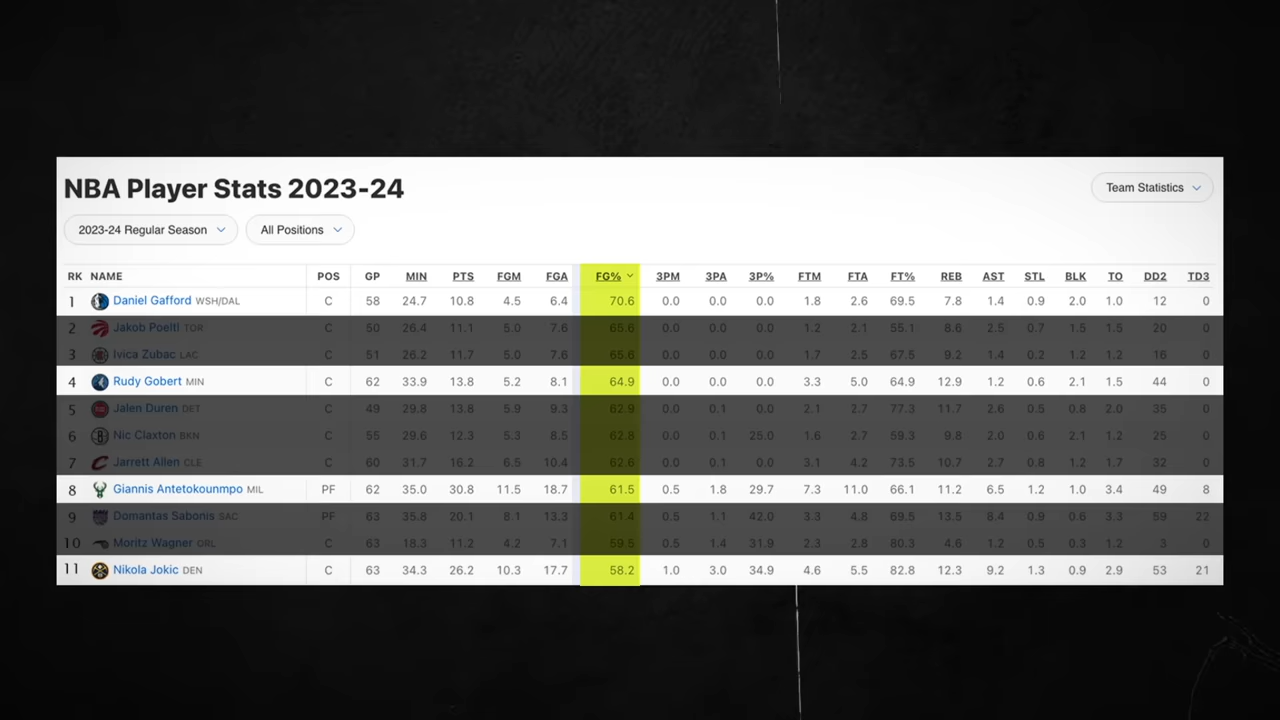 NBA Player Stats 2023-24
Team Statistics
2023-24 Regular Season All Positions
RK NAME POS GP MIN PTS FGM FGA FG% 3PM 3PA 3P% FTM FTA FT% REB AST STL BLK TO DD2 TD3
1 Daniel Gafford WSH/DAL C 58 24.7 10.8 4.5 6.4 70.6 0.0 0.0 0.0 1.8 2.6 69.5 7.8 1.4 0.9 2.0 1.0 12 0
2 Jakob Poeltl TOR C 50 26.4 11.1 5.0 7.6 65.6 0.0 0.0 0.0 1.2 2.1 55.1 8.6 2.5 0.7 1.5 1.5 20 0
3 Ivica Zubac LAC C 51 26.2 11.7 5.0 7.6 65.6 0.0 0.0 0.0 1.7 2.5 67.5 9.2 1.4 0.2 1.2 1.2 16 0
4 Rudy Gobert MIN C 62 33.9 13.8 5.2 8.1 64.9 0.0 0.0 0.0 3.3 5.0 64.9 12.9 1.2 0.6 2.1 1.5 44 0
5 Jalen Duren DET C 49 29.8 13.8 5.9 9.3 62.9 0.0 0.1 0.0 2.1 2.7 77.3 11.7 2.6 0.5 0.8 2.0 35 0
6 Nic Claxton BKN C 55 29.6 12.3 5.3 8.5 62.8 0.0 0.1 25.0 1.6 2.7 59.3 9.8 2.0 0.6 2.1 1.2 25 0
7 Jarrett Allen CLE C 60 31.7 16.2 6.5 10.4 62.6 0.0 0.1 0.0 3.1 4.2 73.5 10.7 2.7 0.8 1.2 1.7 32 0
8 Giannis Antetokounmpo MIL PF 62 35.0 30.8 11.5 18.7 61.5 0.5 1.8 29.7 7.3 11.0 66.1 11.2 6.5 1.2 1.0 3.4 49 8
9 Domantas Sabonis SAC PF 63 35.8 20.1 8.1 13.3 61.4 0.5 1.1 42.0 3.3 4.8 69.5 13.5 8.4 0.9 0.6 3.3 59 22
10 Moritz Wagner ORL C 63 18.3 11.2 4.2 7.1 59.5 0.5 1.4 31.9 2.3 2.8 80.3 4.6 1.2 0.5 0.3 1.2 3 0
11 Nikola Jokic DEN C 63 34.3 26.2 10.3 17.7 58.2 1.0 3.0 34.9 4.6 5.5 82.8 12.3 9.2 1.3 0.9 2.9 53 21